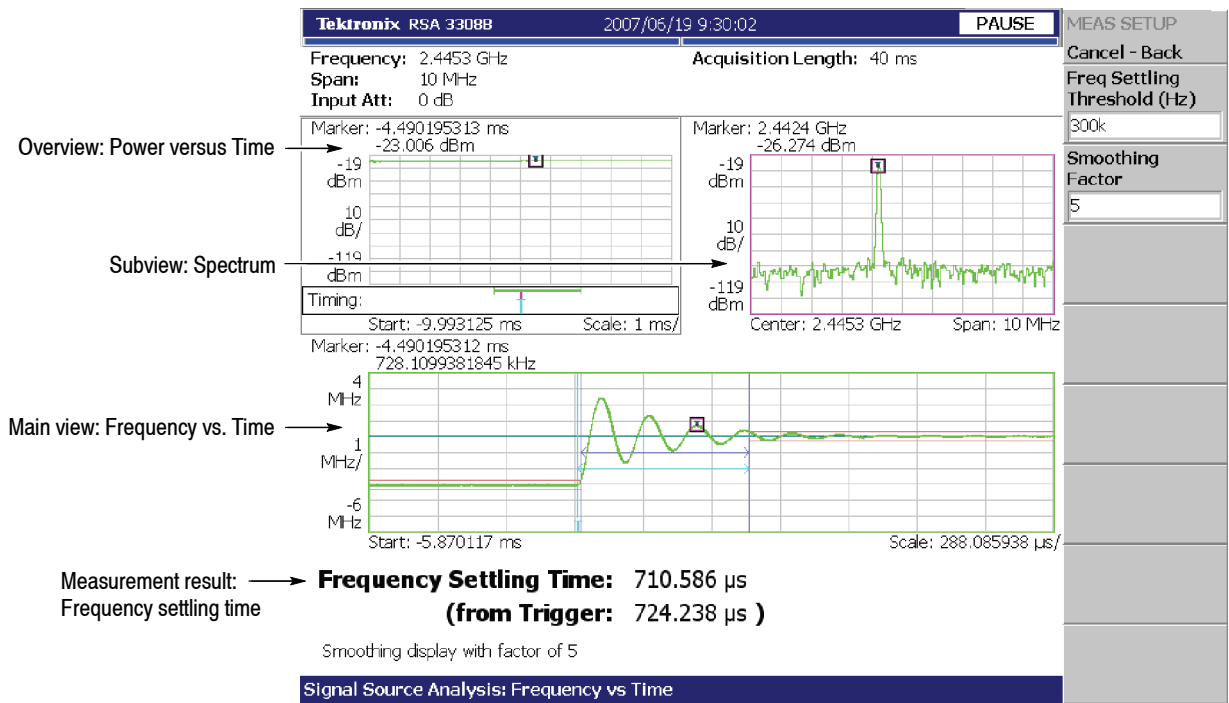 Tektronix RSA 3308B 2007/06/19 9:30:02 PAUSE
MEAS SETUP
Cancel - Back
Freq Settling
Threshold (Hz)
300k
Smoothing
Factor
5
Frequency: 2.4453 GHz
Span: 10 MHz
Input Att: 0 dB
Acquisition Length: 40 ms
Overview: Power versus Time
Marker: -4.490195313 ms
-23.006 dBm
-19
dBm
10
dB/
-119
dBm
Timing:
Start: -9.993125 ms Scale: 1 ms/
Subview: Spectrum
Marker: 2.4424 GHz
-26.274 dBm
-19
dBm
10
dB/
-119
dBm
Center: 2.4453 GHz Span: 10 MHz
Main view: Frequency vs. Time
Marker: -4.490195312 ms
728.1099381845 kHz
4
MHz
1
MHz/
-6
MHz
Start: -5.870117 ms Scale: 288.085938 µs/
Measurement result:
Frequency settling time
Frequency Settling Time: 710.586 µs
(from Trigger: 724.238 µs )
Smoothing display with factor of 5
Signal Source Analysis: Frequency vs Time